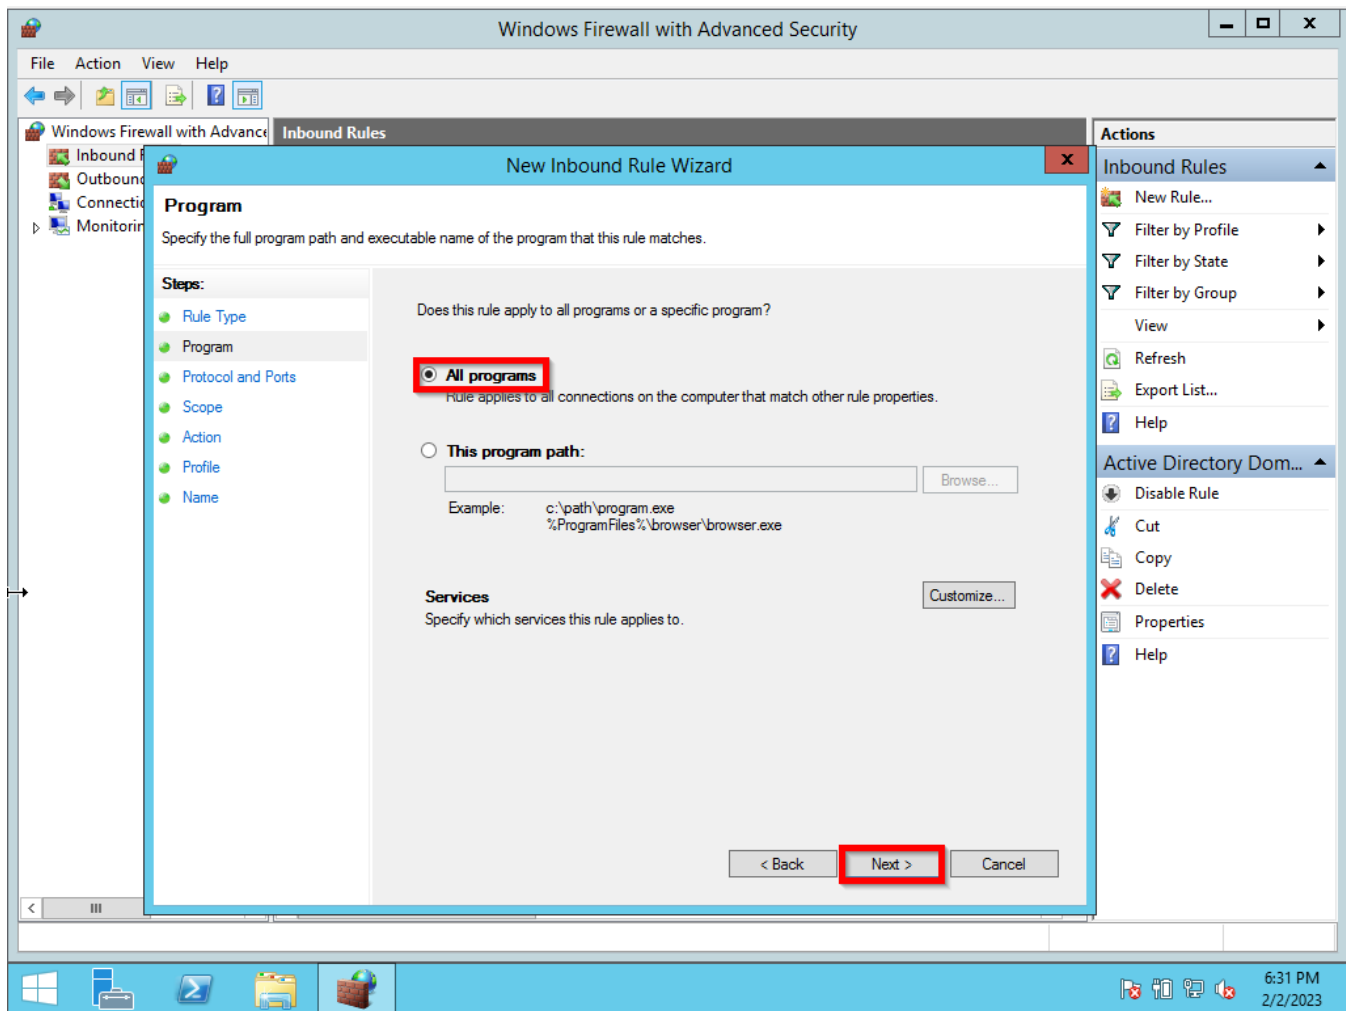 Windows Firewall with Advanced Security
File Action View Help
Windows Firewall with Advance
Inbound Rules
Actions
Inbound
Outbound
Connecti
Monitorin
New Inbound Rule Wizard
x
Program
Specify the full program path and executable name of the program that this rule matches.
Steps:
Rule Type
Program
Protocol and Ports
Scope
Action
Profile
Name
Does this rule apply to all programs or a specific program?
All programs
Rule applies to all connections on the computer that match other rule properties.
This program path:
Browse...
Example: c:\path\program.exe
%ProgramFiles%\browser\browser.exe
Services
Customize...
Specify which services this rule applies to.
< Back
Next >
Cancel
Inbound Rules
New Rule...
Filter by Profile
Filter by State
Filter by Group
View
Refresh
Export List...
Help
Active Directory Dom...
Disable Rule
Cut
Copy
Delete
Properties
Help
6:31 PM
2/2/2023